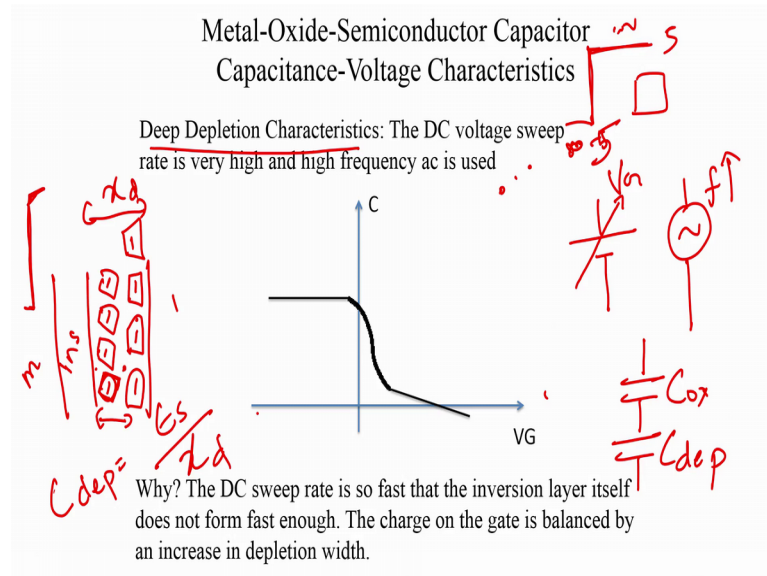 Metal-Oxide-Semiconductor Capacitor
Capacitance-Voltage Characteristics
S
Deep Depletion Characteristics: The DC voltage sweep
rate is very high and high frequency ac is used
xd
f↑
C
m
Ins
Cox
Cdep
VG
Cdep = Es/xd
Why? The DC sweep rate is so fast that the inversion layer itself
does not form fast enough. The charge on the gate is balanced by
an increase in depletion width.